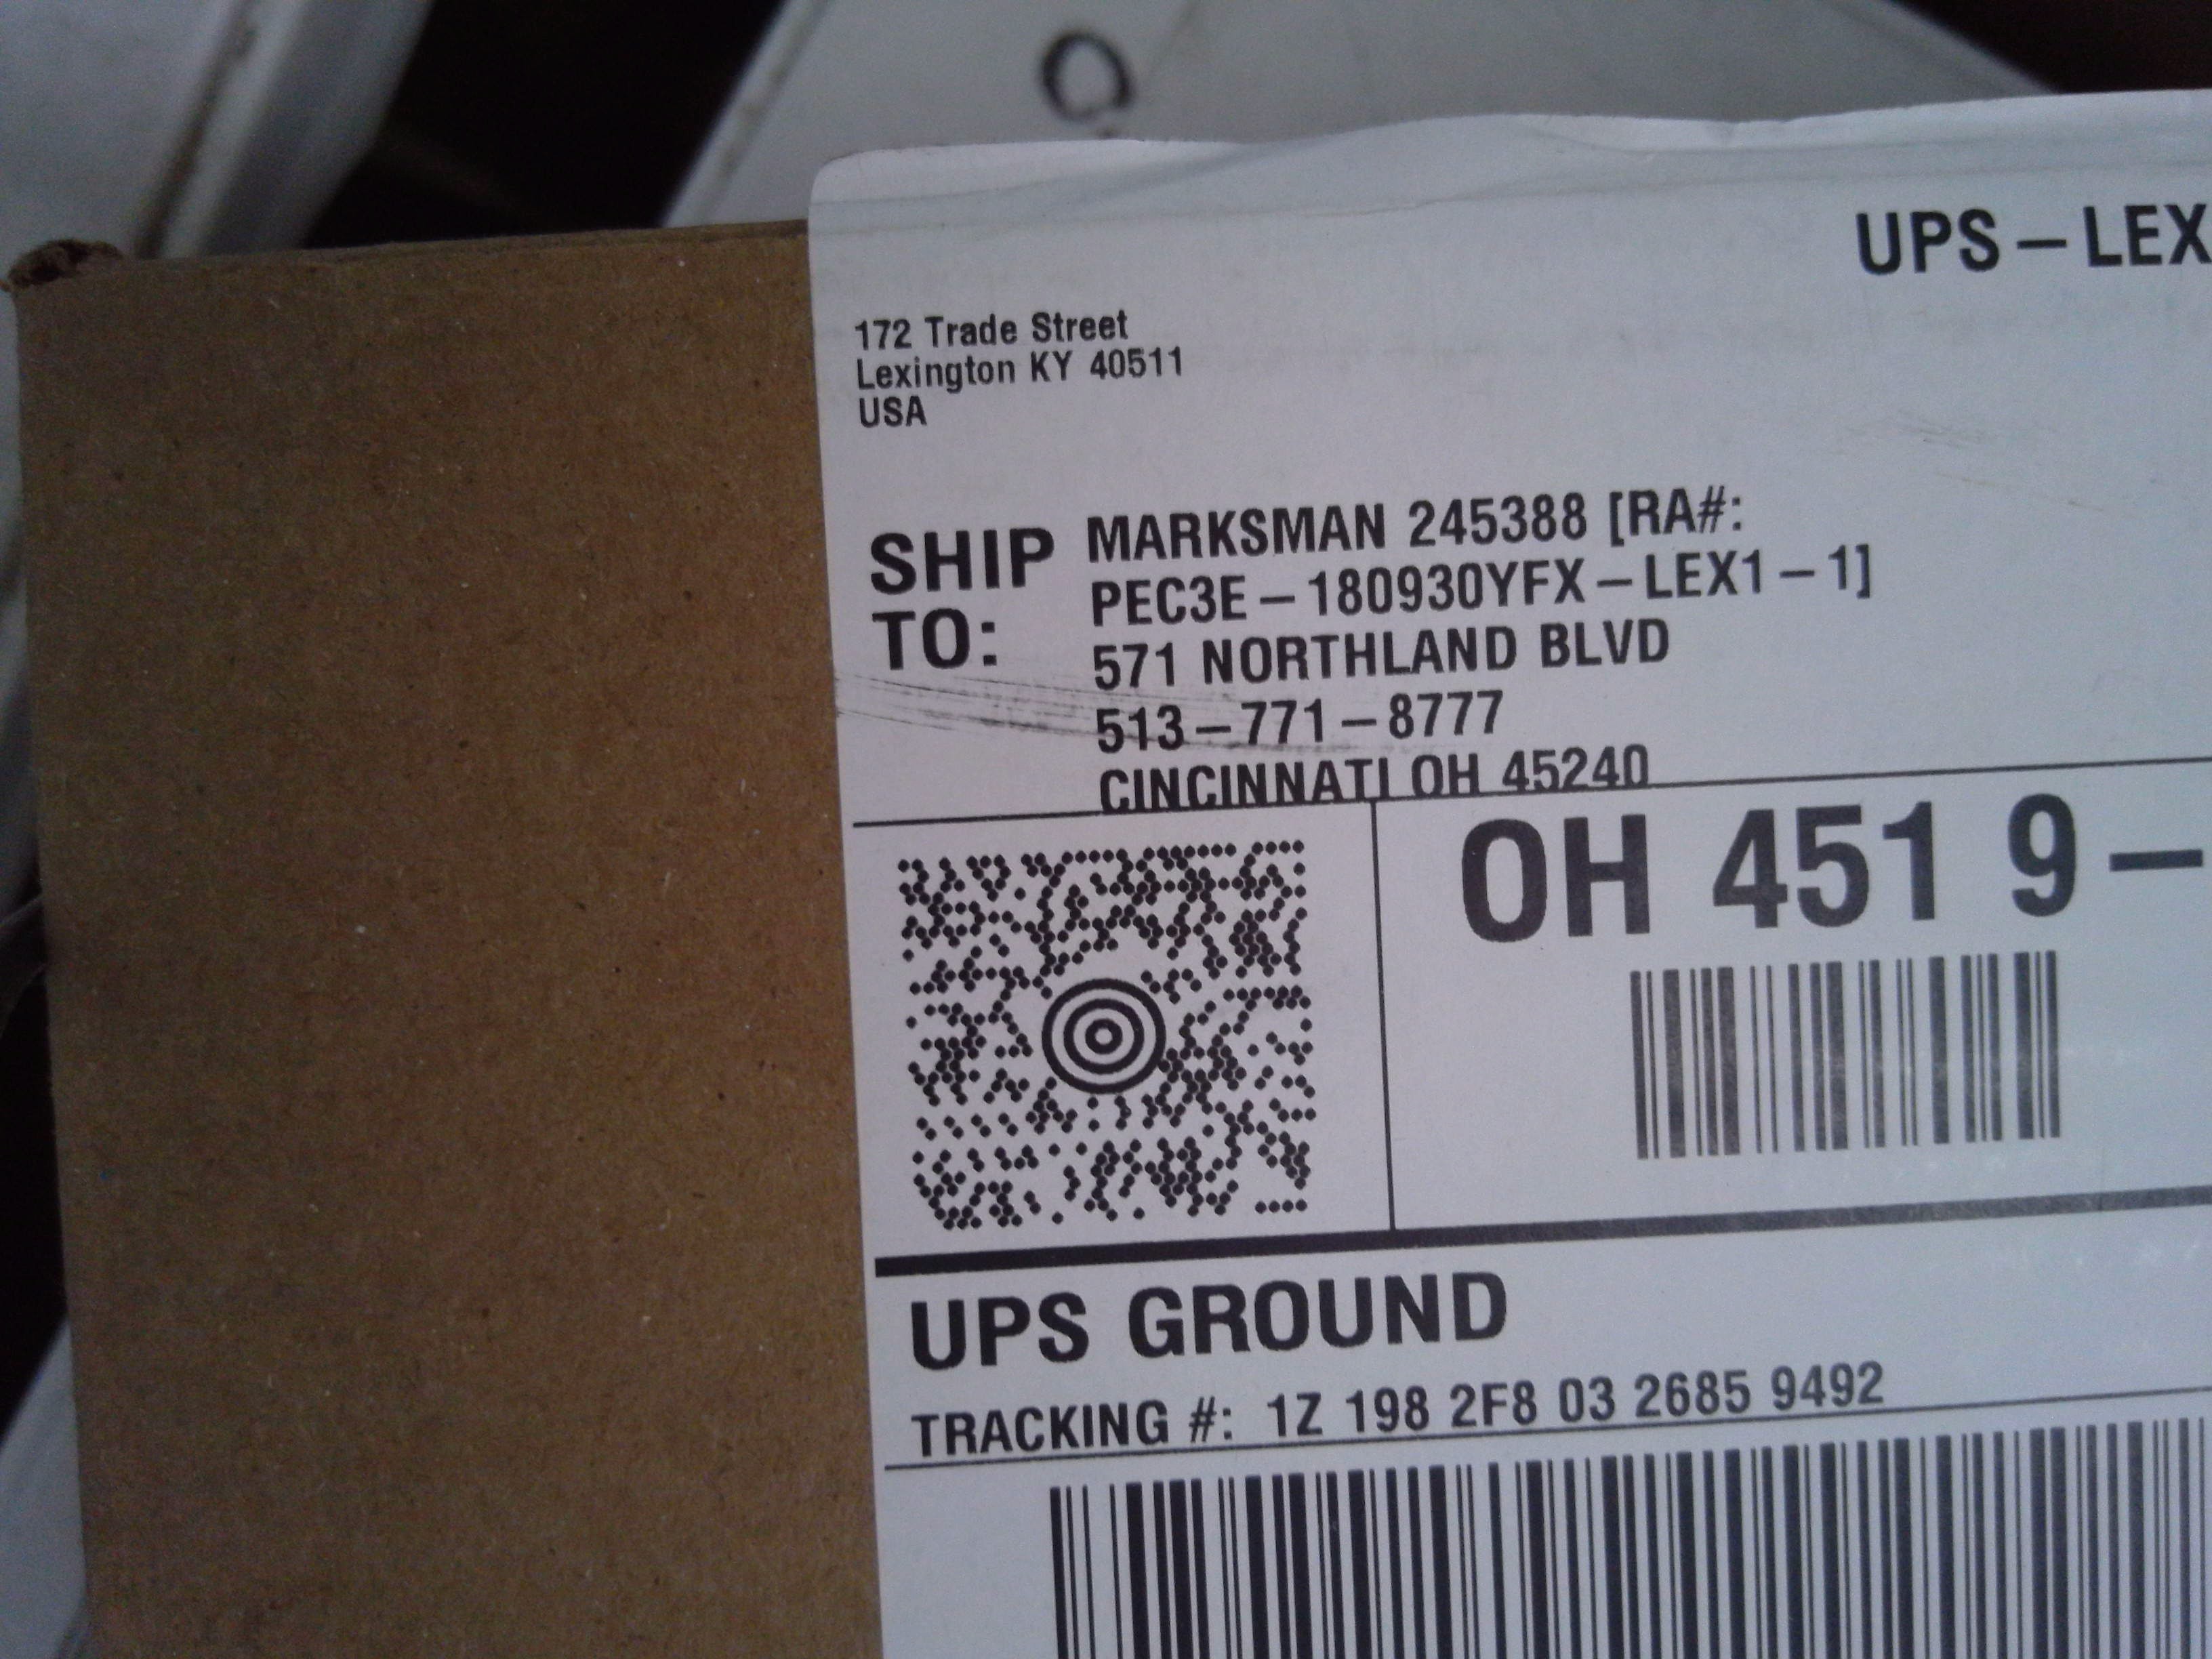 UPS – LEX
172 Trade Street
Lexington KY 40511
USA
SHIP TO:
MARKSMAN 245388 [RA#:
PEC3E – 180930YFX – LEX1 – 1]
571 NORTHLAND BLVD
513 – 771 – 8777
CINCINNATI OH 45240
OH 451 9 –
UPS GROUND
TRACKING #: 1Z 198 2F8 03 2685 9492